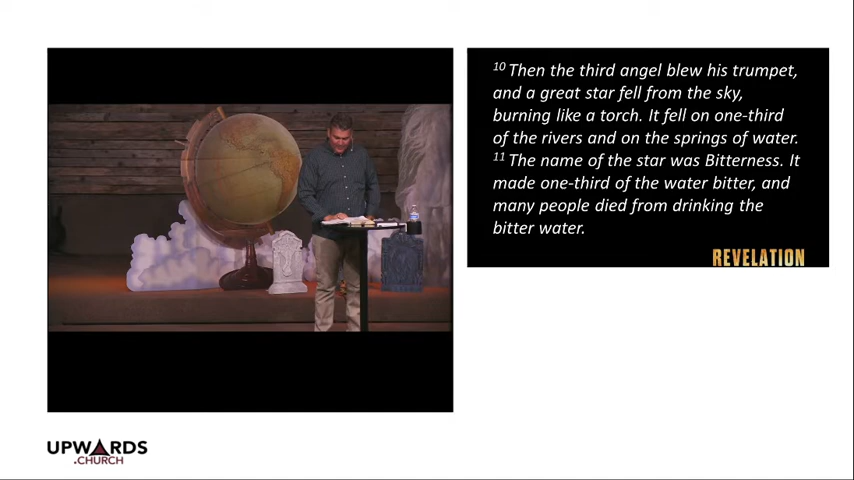 10 Then the third angel blew his trumpet,
and a great star fell from the sky,
burning like a torch. It fell on one-third
of the rivers and on the springs of water.
11 The name of the star was Bitterness. It
made one-third of the water bitter, and
many people died from drinking the
bitter water.
REVELATION
UPWARDS
.CHURCH